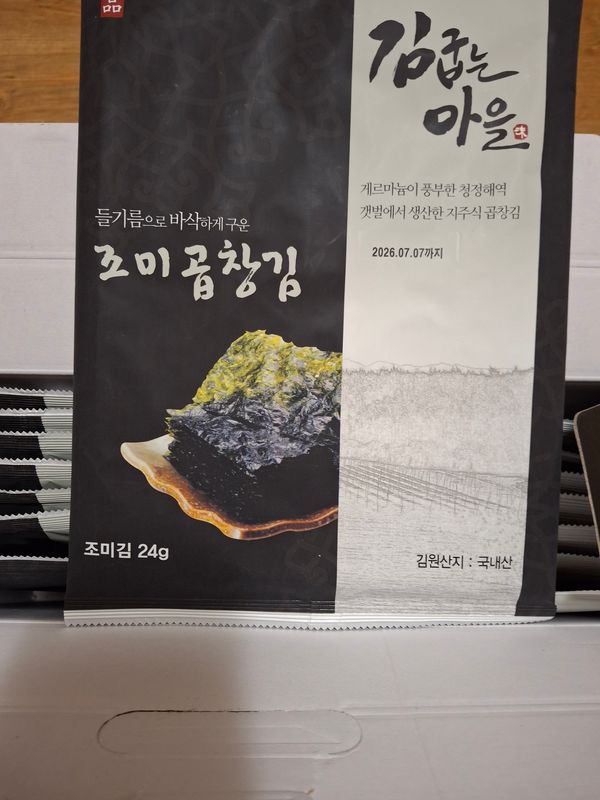 品
김굽는
마을
味
게르마늄이 풍부한 청정해역
갯벌에서 생산한 지주식 곱창김
2026.07.07까지
들기름으로 바삭하게 구운
조미 곱창김
조미김 24g
김원산지 : 국내산